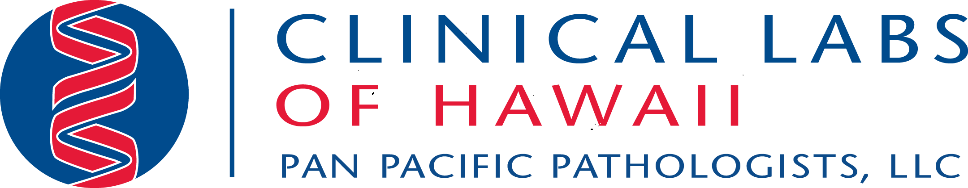 CLINICAL LABS
OF HAWAII
PAN PACIFIC PATHOLOGISTS, LLC